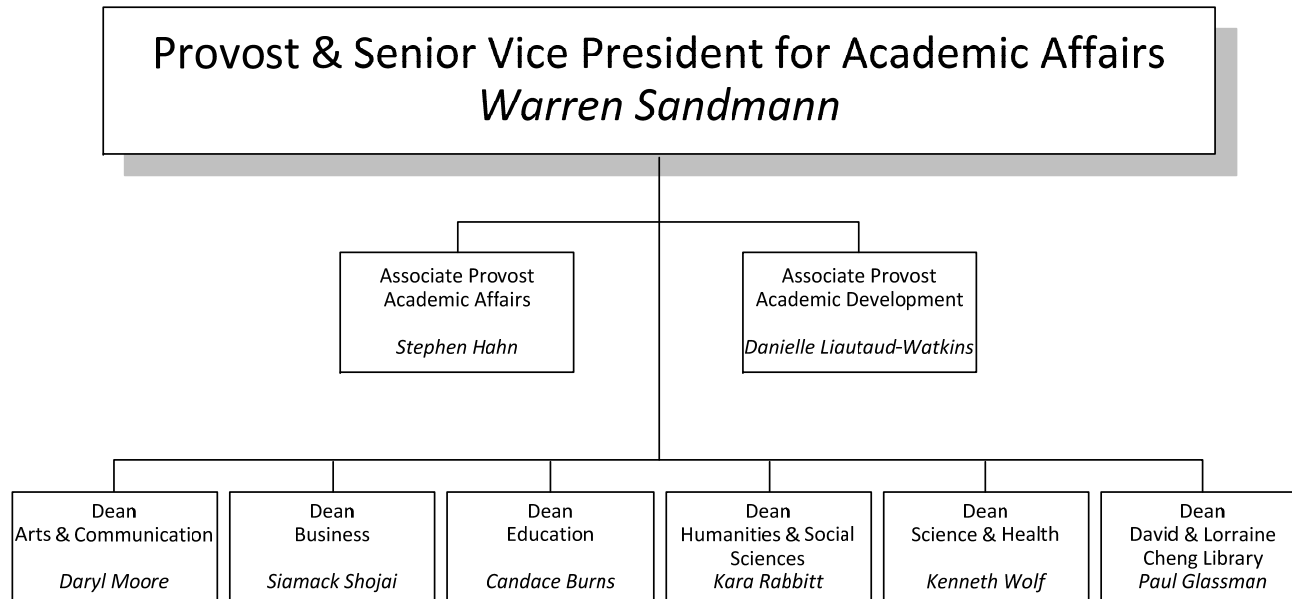 Provost & Senior Vice President for Academic Affairs
Warren Sandmann
Associate Provost
Academic Affairs
Stephen Hahn
Associate Provost
Academic Development
Danielle Liautaud-Watkins
Dean
Arts & Communication
Daryl Moore
Dean
Business
Siamack Shojai
Dean
Education
Candace Burns
Dean
Humanities & Social
Sciences
Kara Rabbitt
Dean
Science & Health
Kenneth Wolf
Dean
David & Lorraine
Cheng Library
Paul Glassman